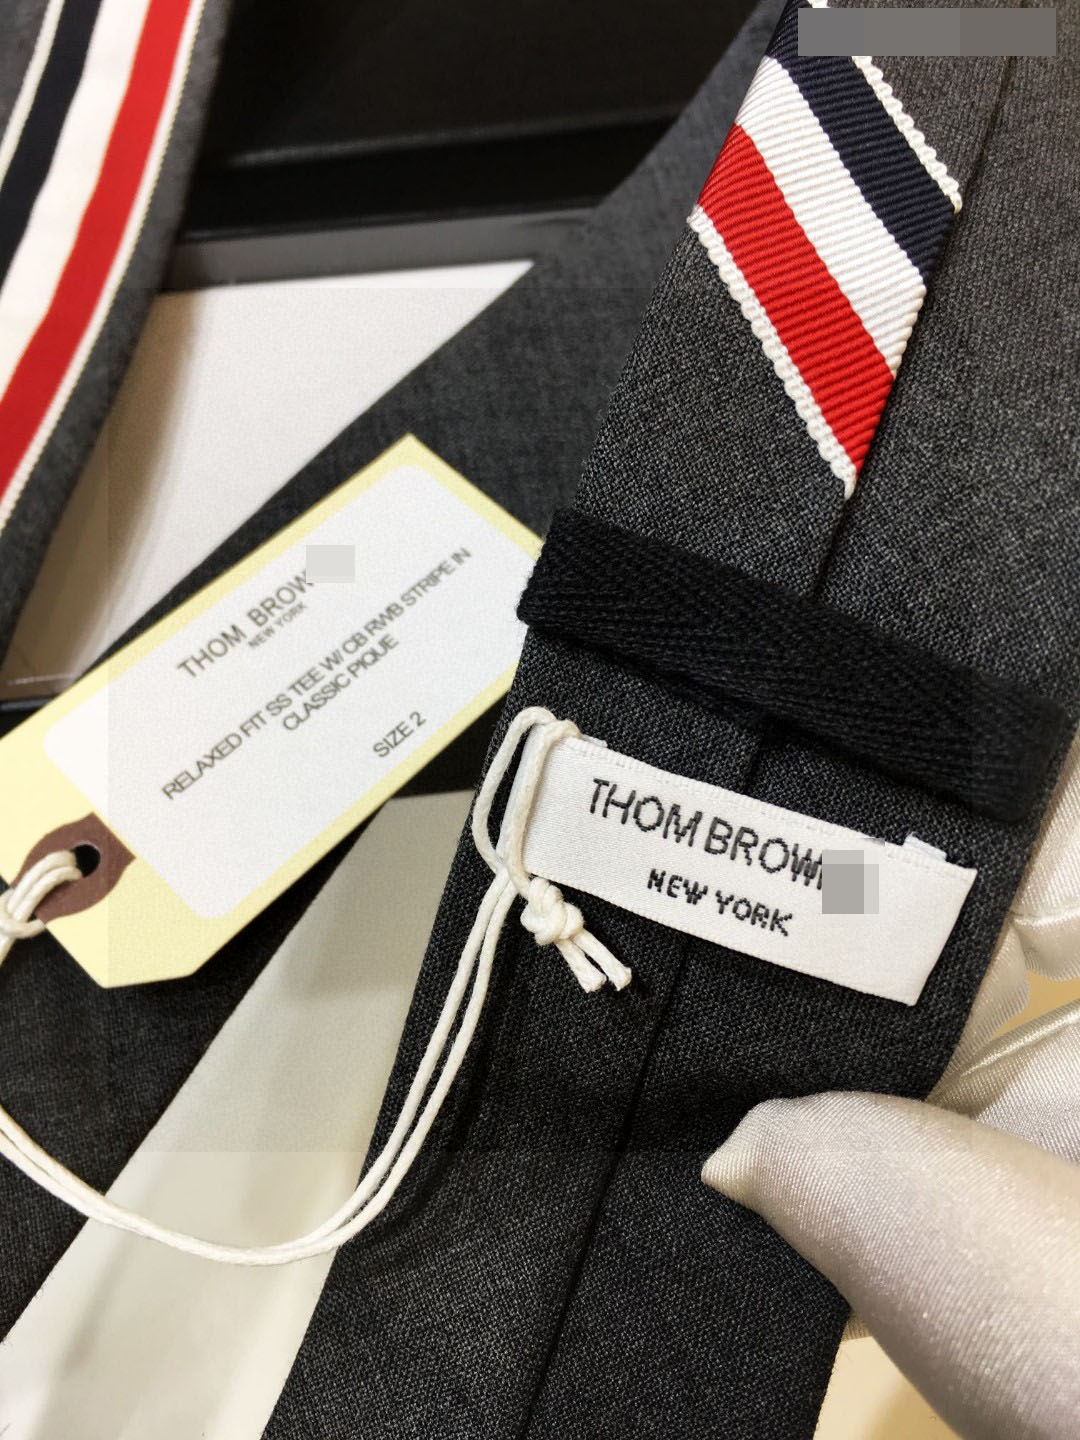 THOM BROW
NEW YORK
RELAXED FIT SS TEE W/ CB RWB STRIPE IN
CLASSIC PIQUE
SIZE 2
THOM BROW
NEW YORK